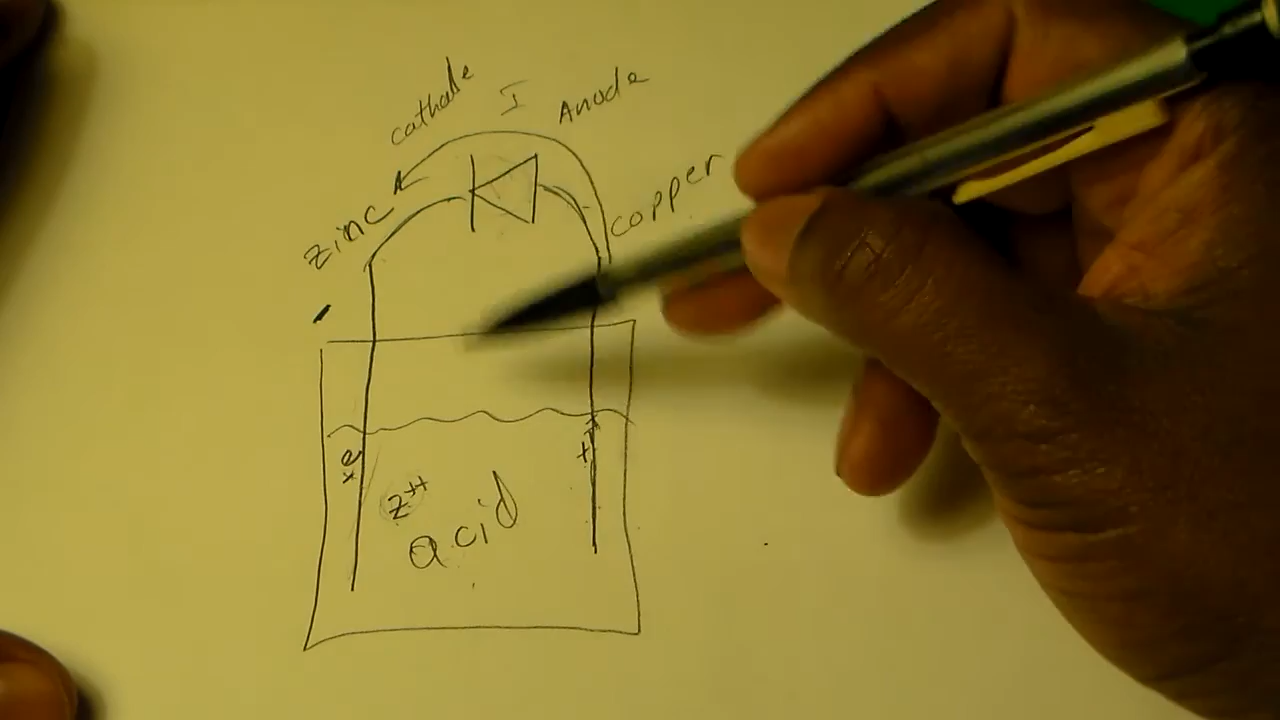 cathode I Anode
zinc
copper
+
Z++
acid